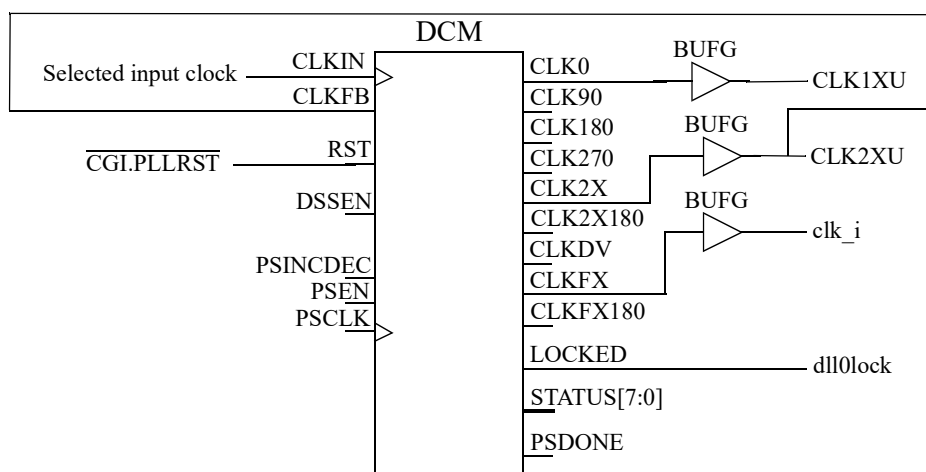 DCM
BUFG
CLKIN
CLK0
Selected input clock
CLK1XU
CLKFB
CLK90
CLK180
BUFG
RST
CGI.PLLRST
CLK270
CLK2XU
CLK2X
DSSEN
BUFG
CLK2X180
clk_i
CLKDV
PSINCDEC
CLKFX
PSEN
PSCLK
CLKFX180
LOCKED
dll0lock
STATUS[7:0]
PSDONE